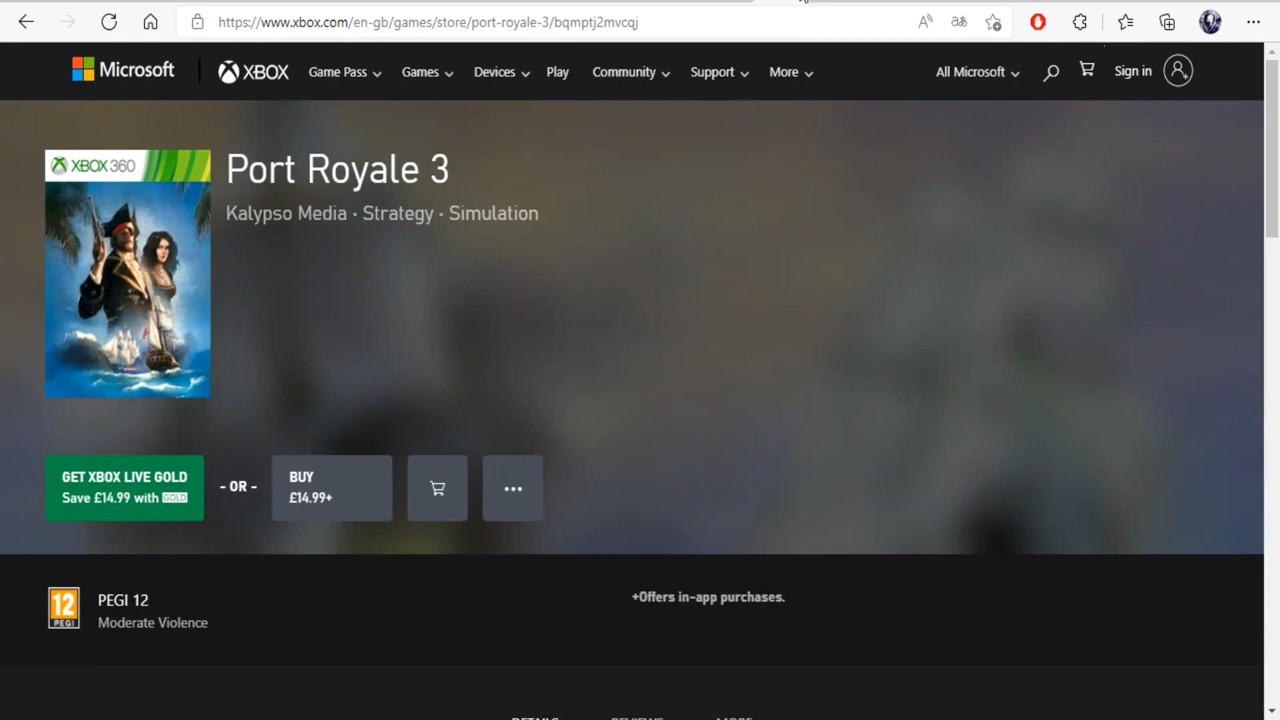 https://www.xbox.com/en-gb/games/store/port-royale-3/bqmptj2mvcqj
Microsoft XBOX Game Pass Games Devices Play Community Support More All Microsoft Sign in
XBOX 360
Port Royale 3
Kalypso Media · Strategy · Simulation
GET XBOX LIVE GOLD
Save £14.99 with GOLD
- OR -
BUY
£14.99+
12
PEGI
PEGI 12
Moderate Violence
+Offers in-app purchases.
DETAILS REVIEWS MORE